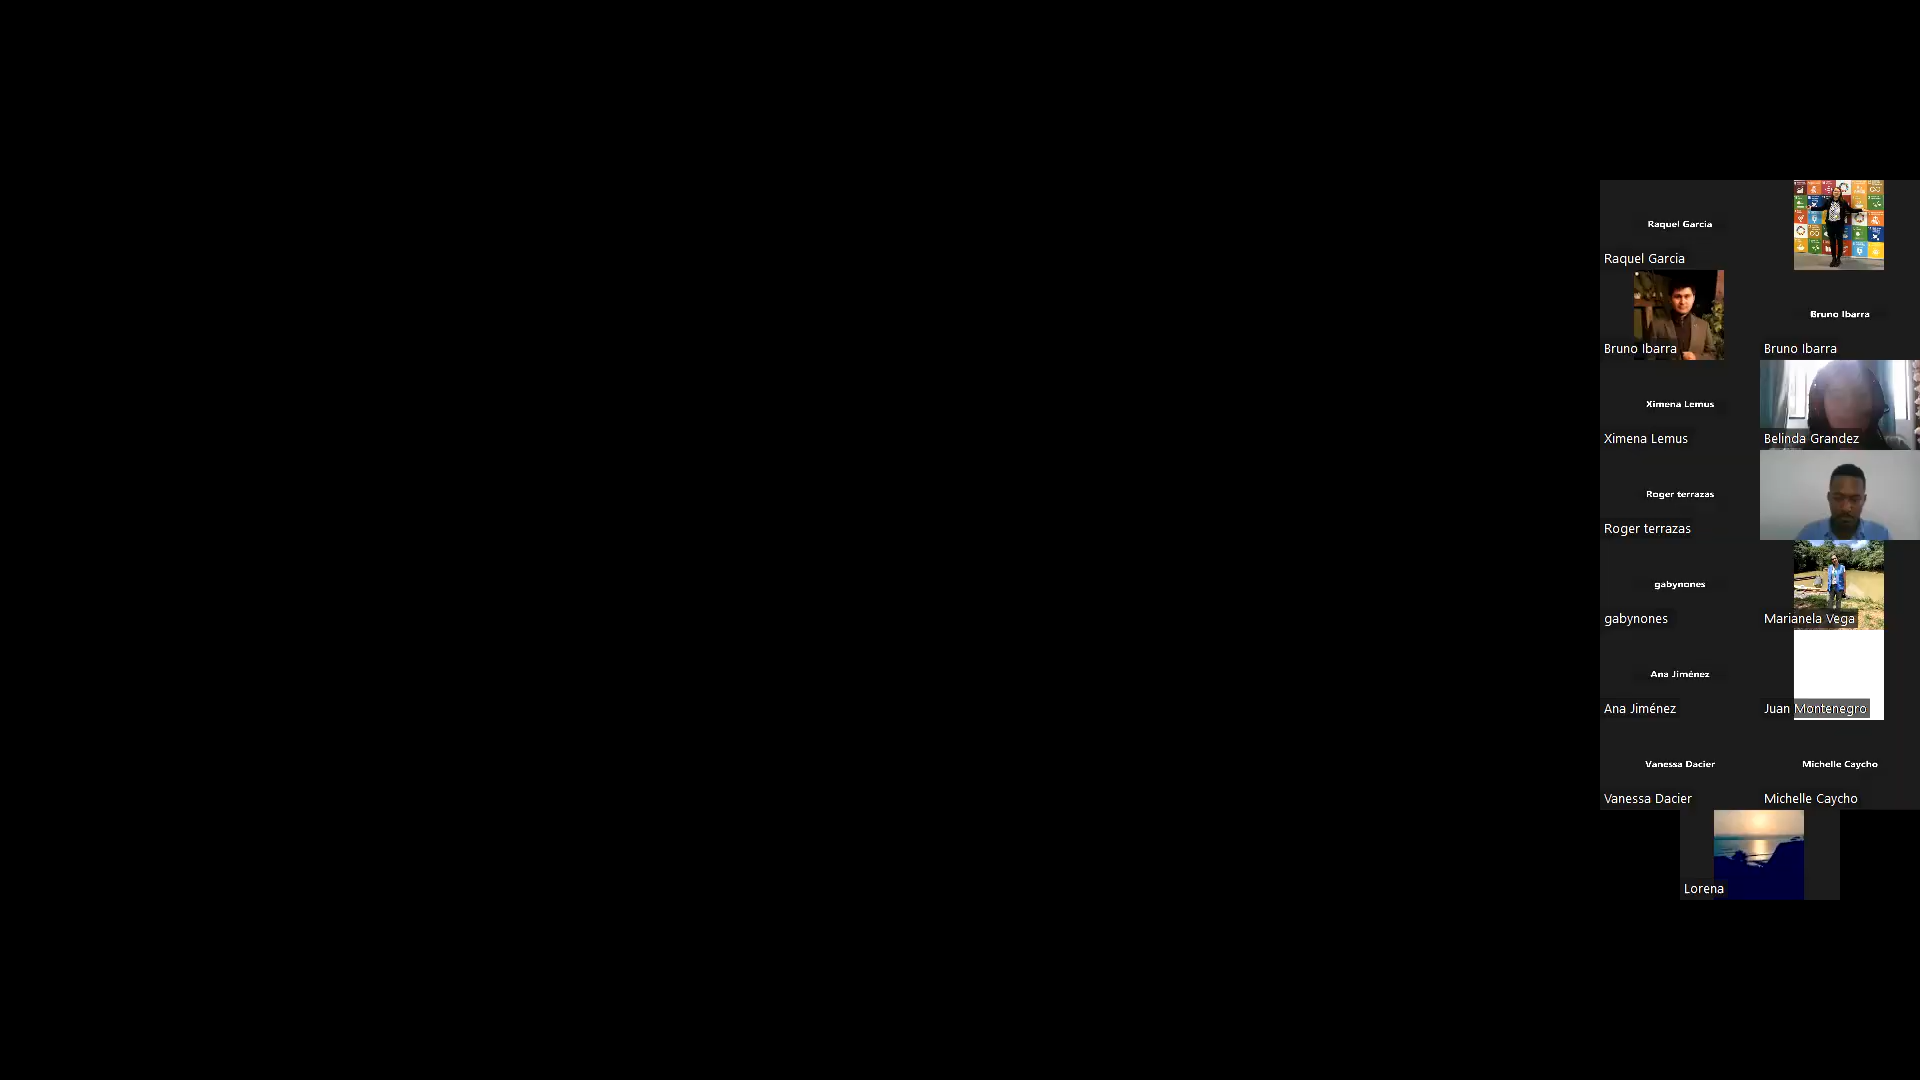 Raquel Garcia
Raquel Garcia
Bruno Ibarra
Bruno Ibarra
Bruno Ibarra
Ximena Lemus
Ximena Lemus
Belinda Grandez
Roger terrazas
Roger terrazas
gabynones
gabynones
Marianela Vega
Ana Jiménez
Ana Jiménez
Juan Montenegro
Vanessa Dacier
Vanessa Dacier
Michelle Caycho
Michelle Caycho
Lorena